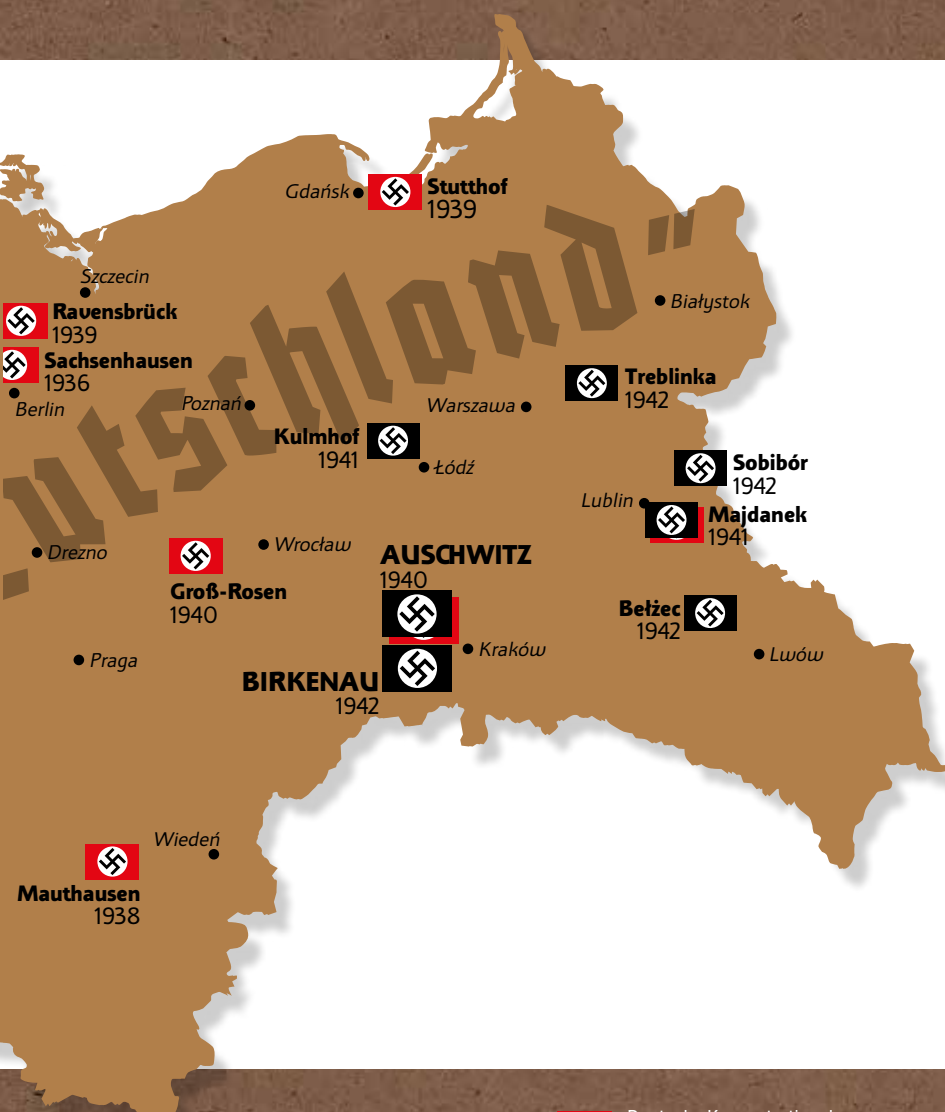 Gdańsk
Stutthof
1939
Szczecin
Białystok
Ravensbrück
1939
Sachsenhausen
1936
Berlin
utschland”
Treblinka
1942
Poznań
Warszawa
Kulmhof
1941
Łódź
Sobibór
1942
Lublin
Majdanek
1941
Drezno
Wrocław
AUSCHWITZ
1940
Groß-Rosen
1940
Bełżec
1942
Kraków
Lwów
Praga
BIRKENAU
1942
Wiedeń
Mauthausen
1938